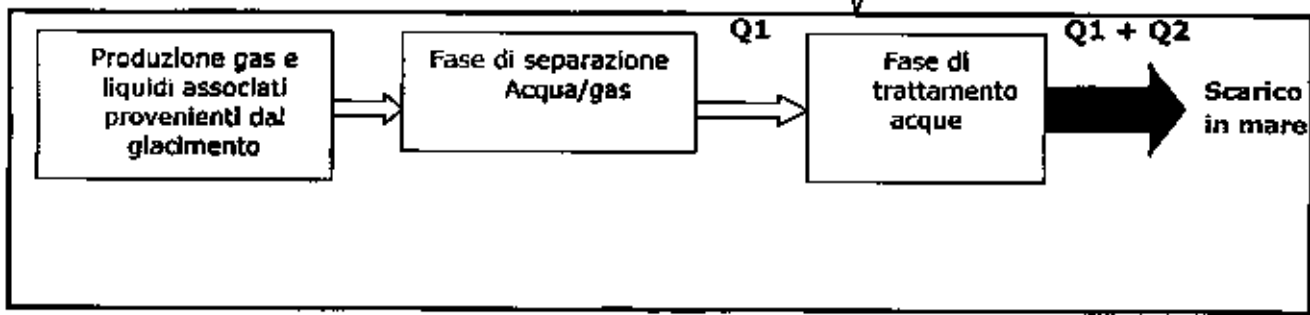 Produzione gas e
liquidi associati
provenienti dal
giacimento
Fase di separazione
Acqua/gas
Q1
Fase di
trattamento
acque
Q1 + Q2
Scarico
in mare